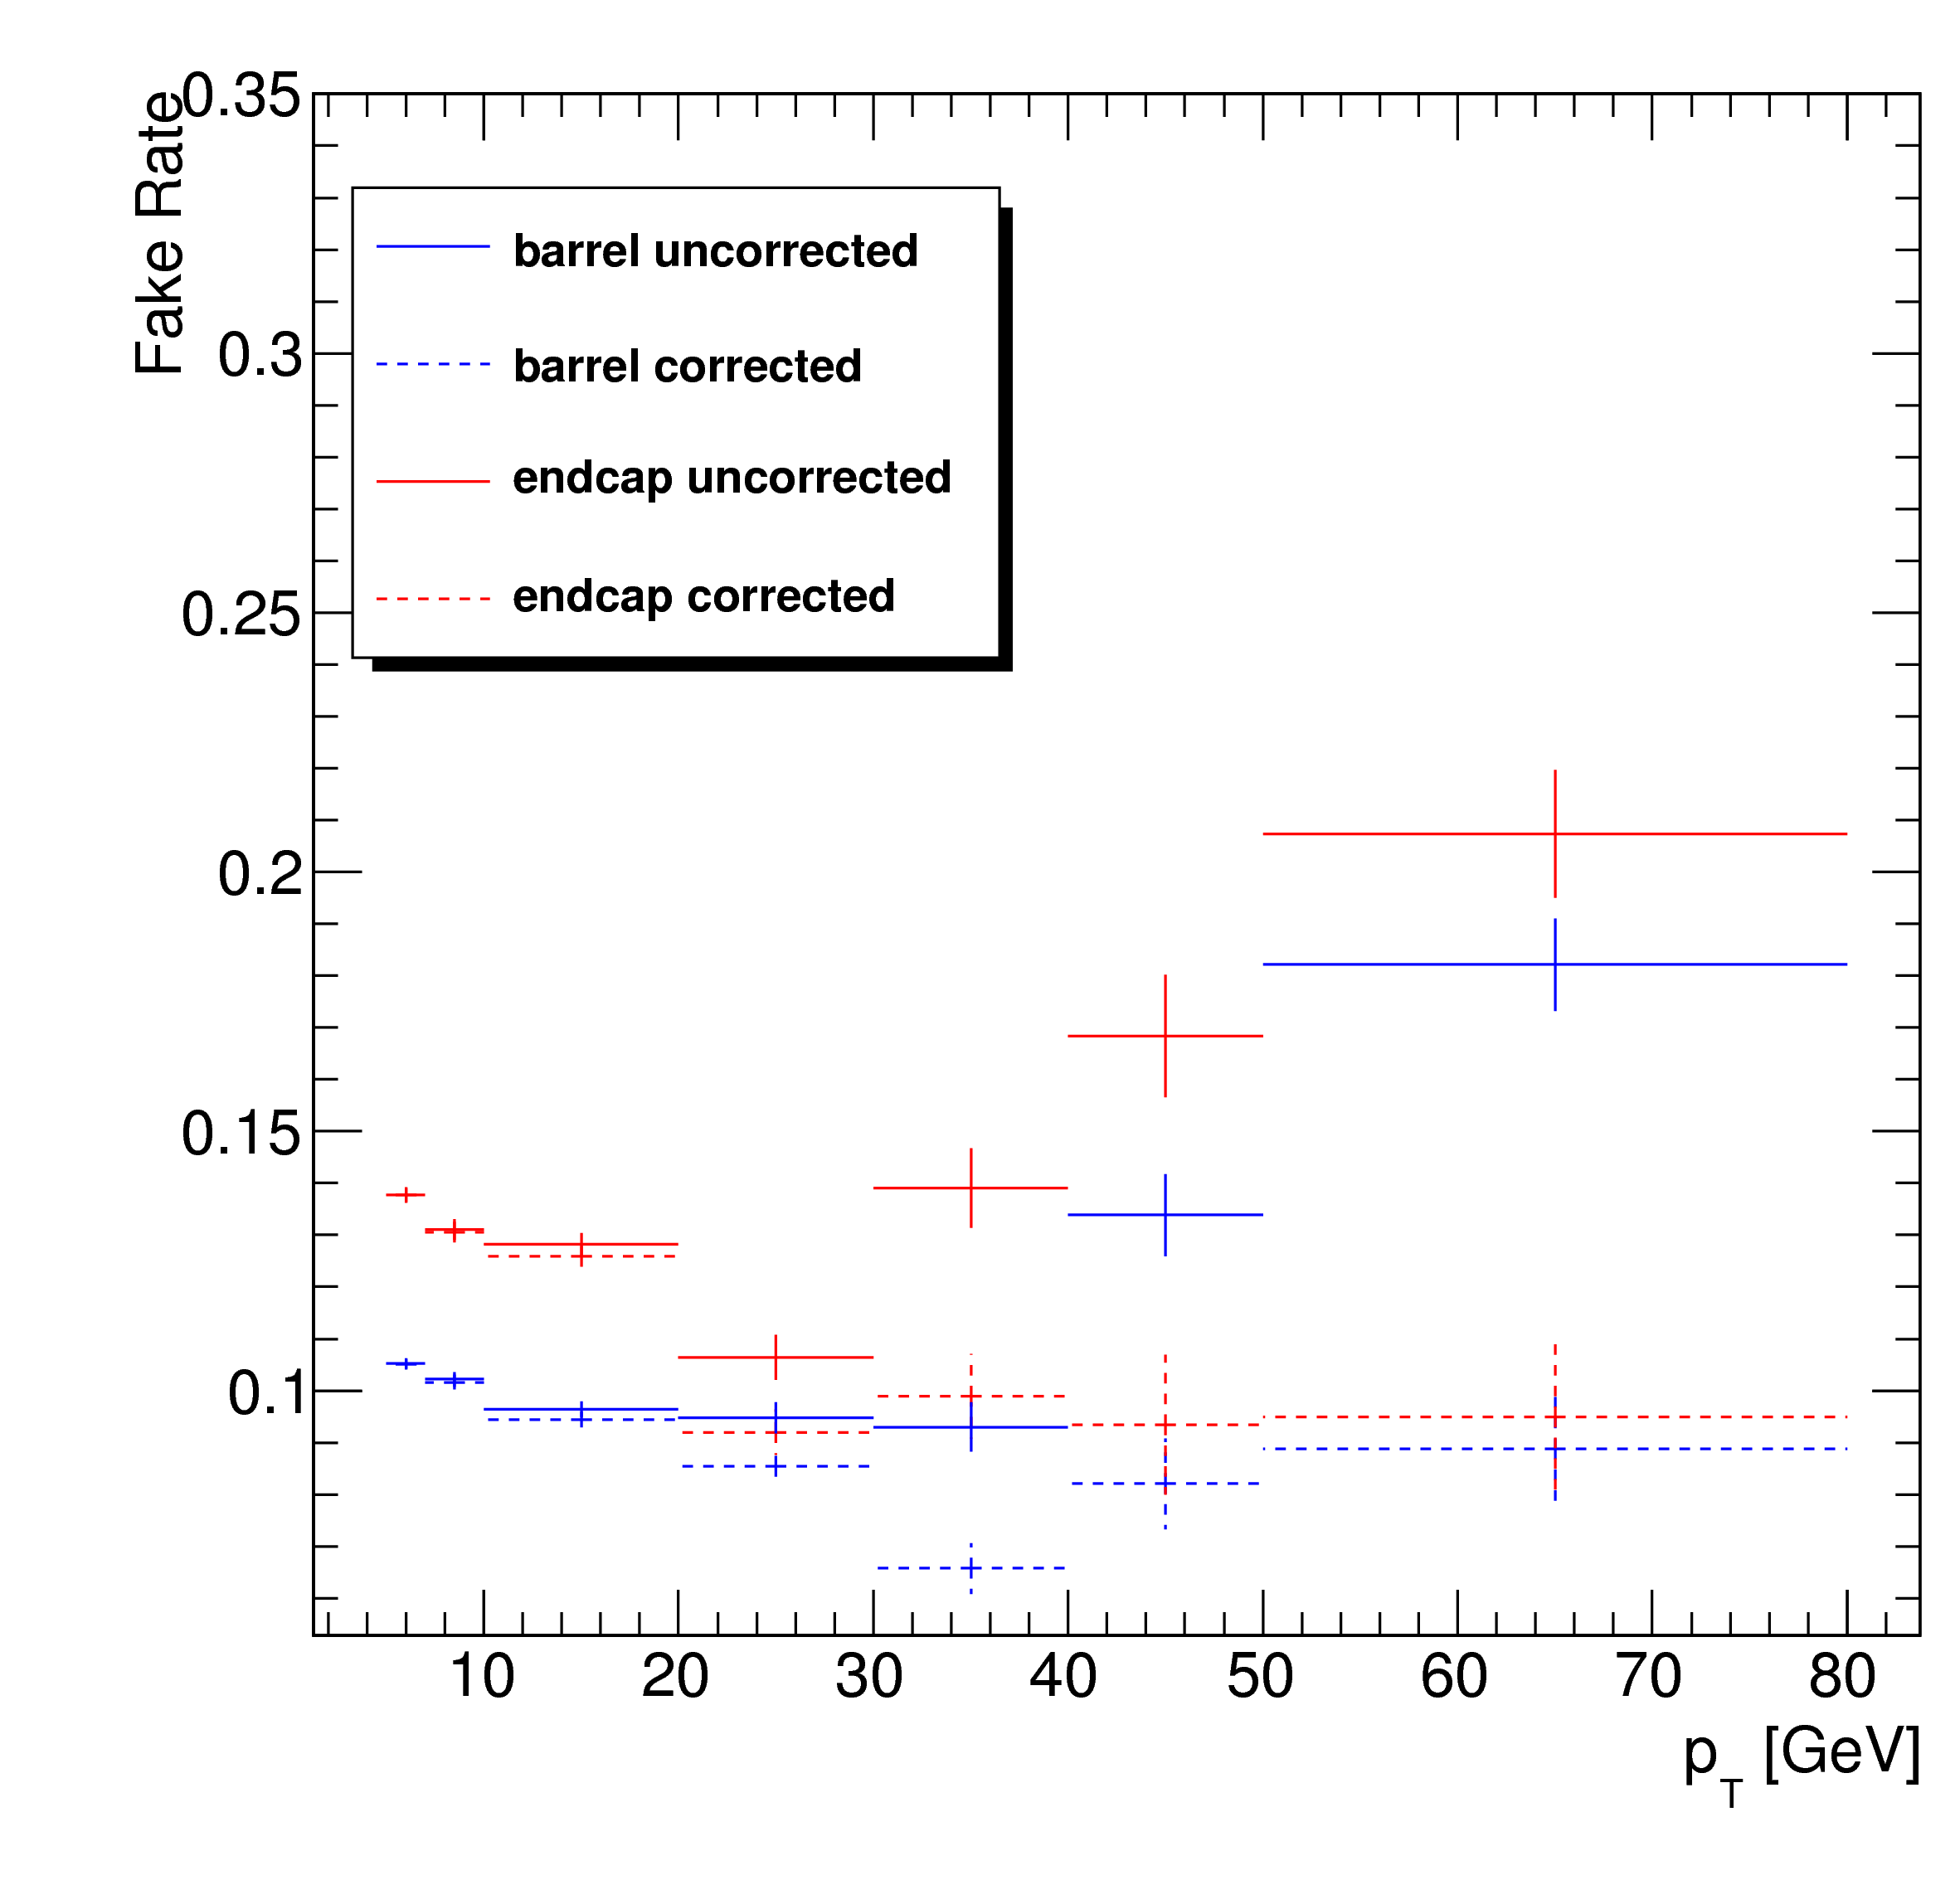 Fake Rate
0.35
0.3
0.25
0.2
0.15
0.1
barrel uncorrected
barrel corrected
endcap uncorrected
endcap corrected
10 20 30 40 50 60 70 80
p_T [GeV]